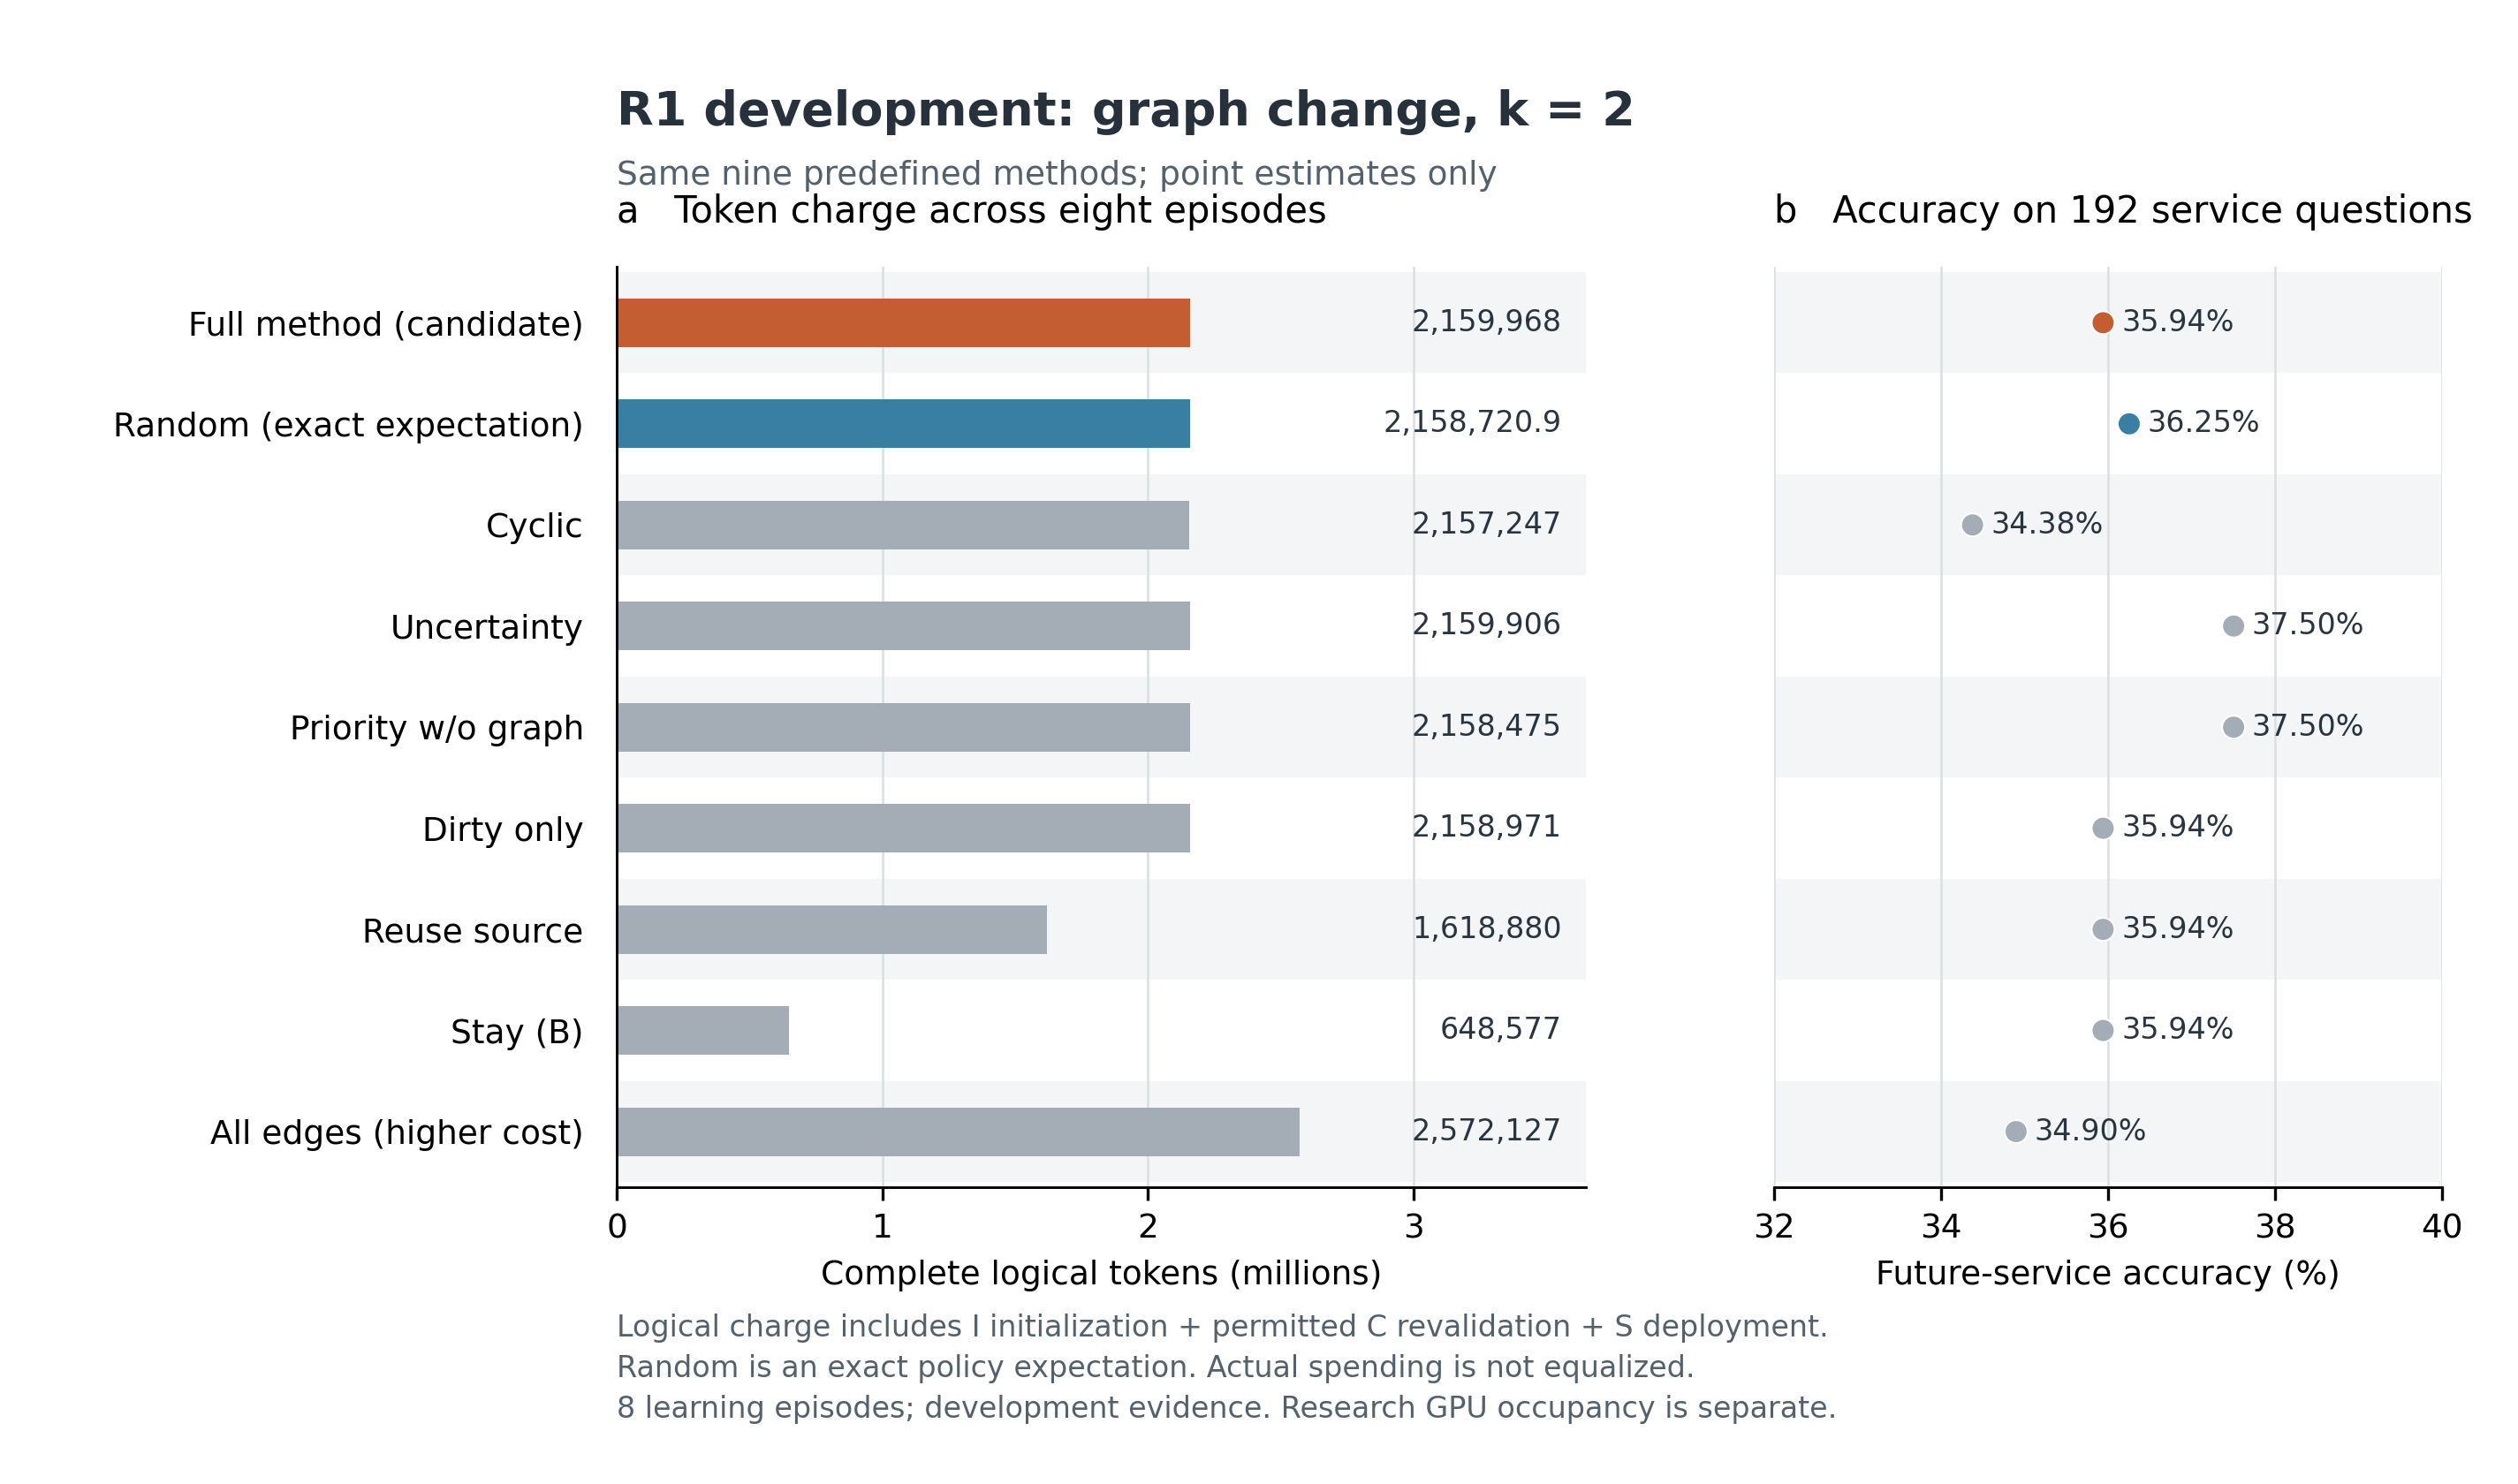 R1 development: graph change, k = 2
Same nine predefined methods; point estimates only
a Token charge across eight episodes
b Accuracy on 192 service questions
Full method (candidate) 2,159,968 35.94%
Random (exact expectation) 2,158,720.9 36.25%
Cyclic 2,157,247 34.38%
Uncertainty 2,159,906 37.50%
Priority w/o graph 2,158,475 37.50%
Dirty only 2,158,971 35.94%
Reuse source 1,618,880 35.94%
Stay (B) 648,577 35.94%
All edges (higher cost) 2,572,127 34.90%
0 1 2 3
32 34 36 38 40
Complete logical tokens (millions)
Future-service accuracy (%)
Logical charge includes I initialization + permitted C revalidation + S deployment.
Random is an exact policy expectation. Actual spending is not equalized.
8 learning episodes; development evidence. Research GPU occupancy is separate.